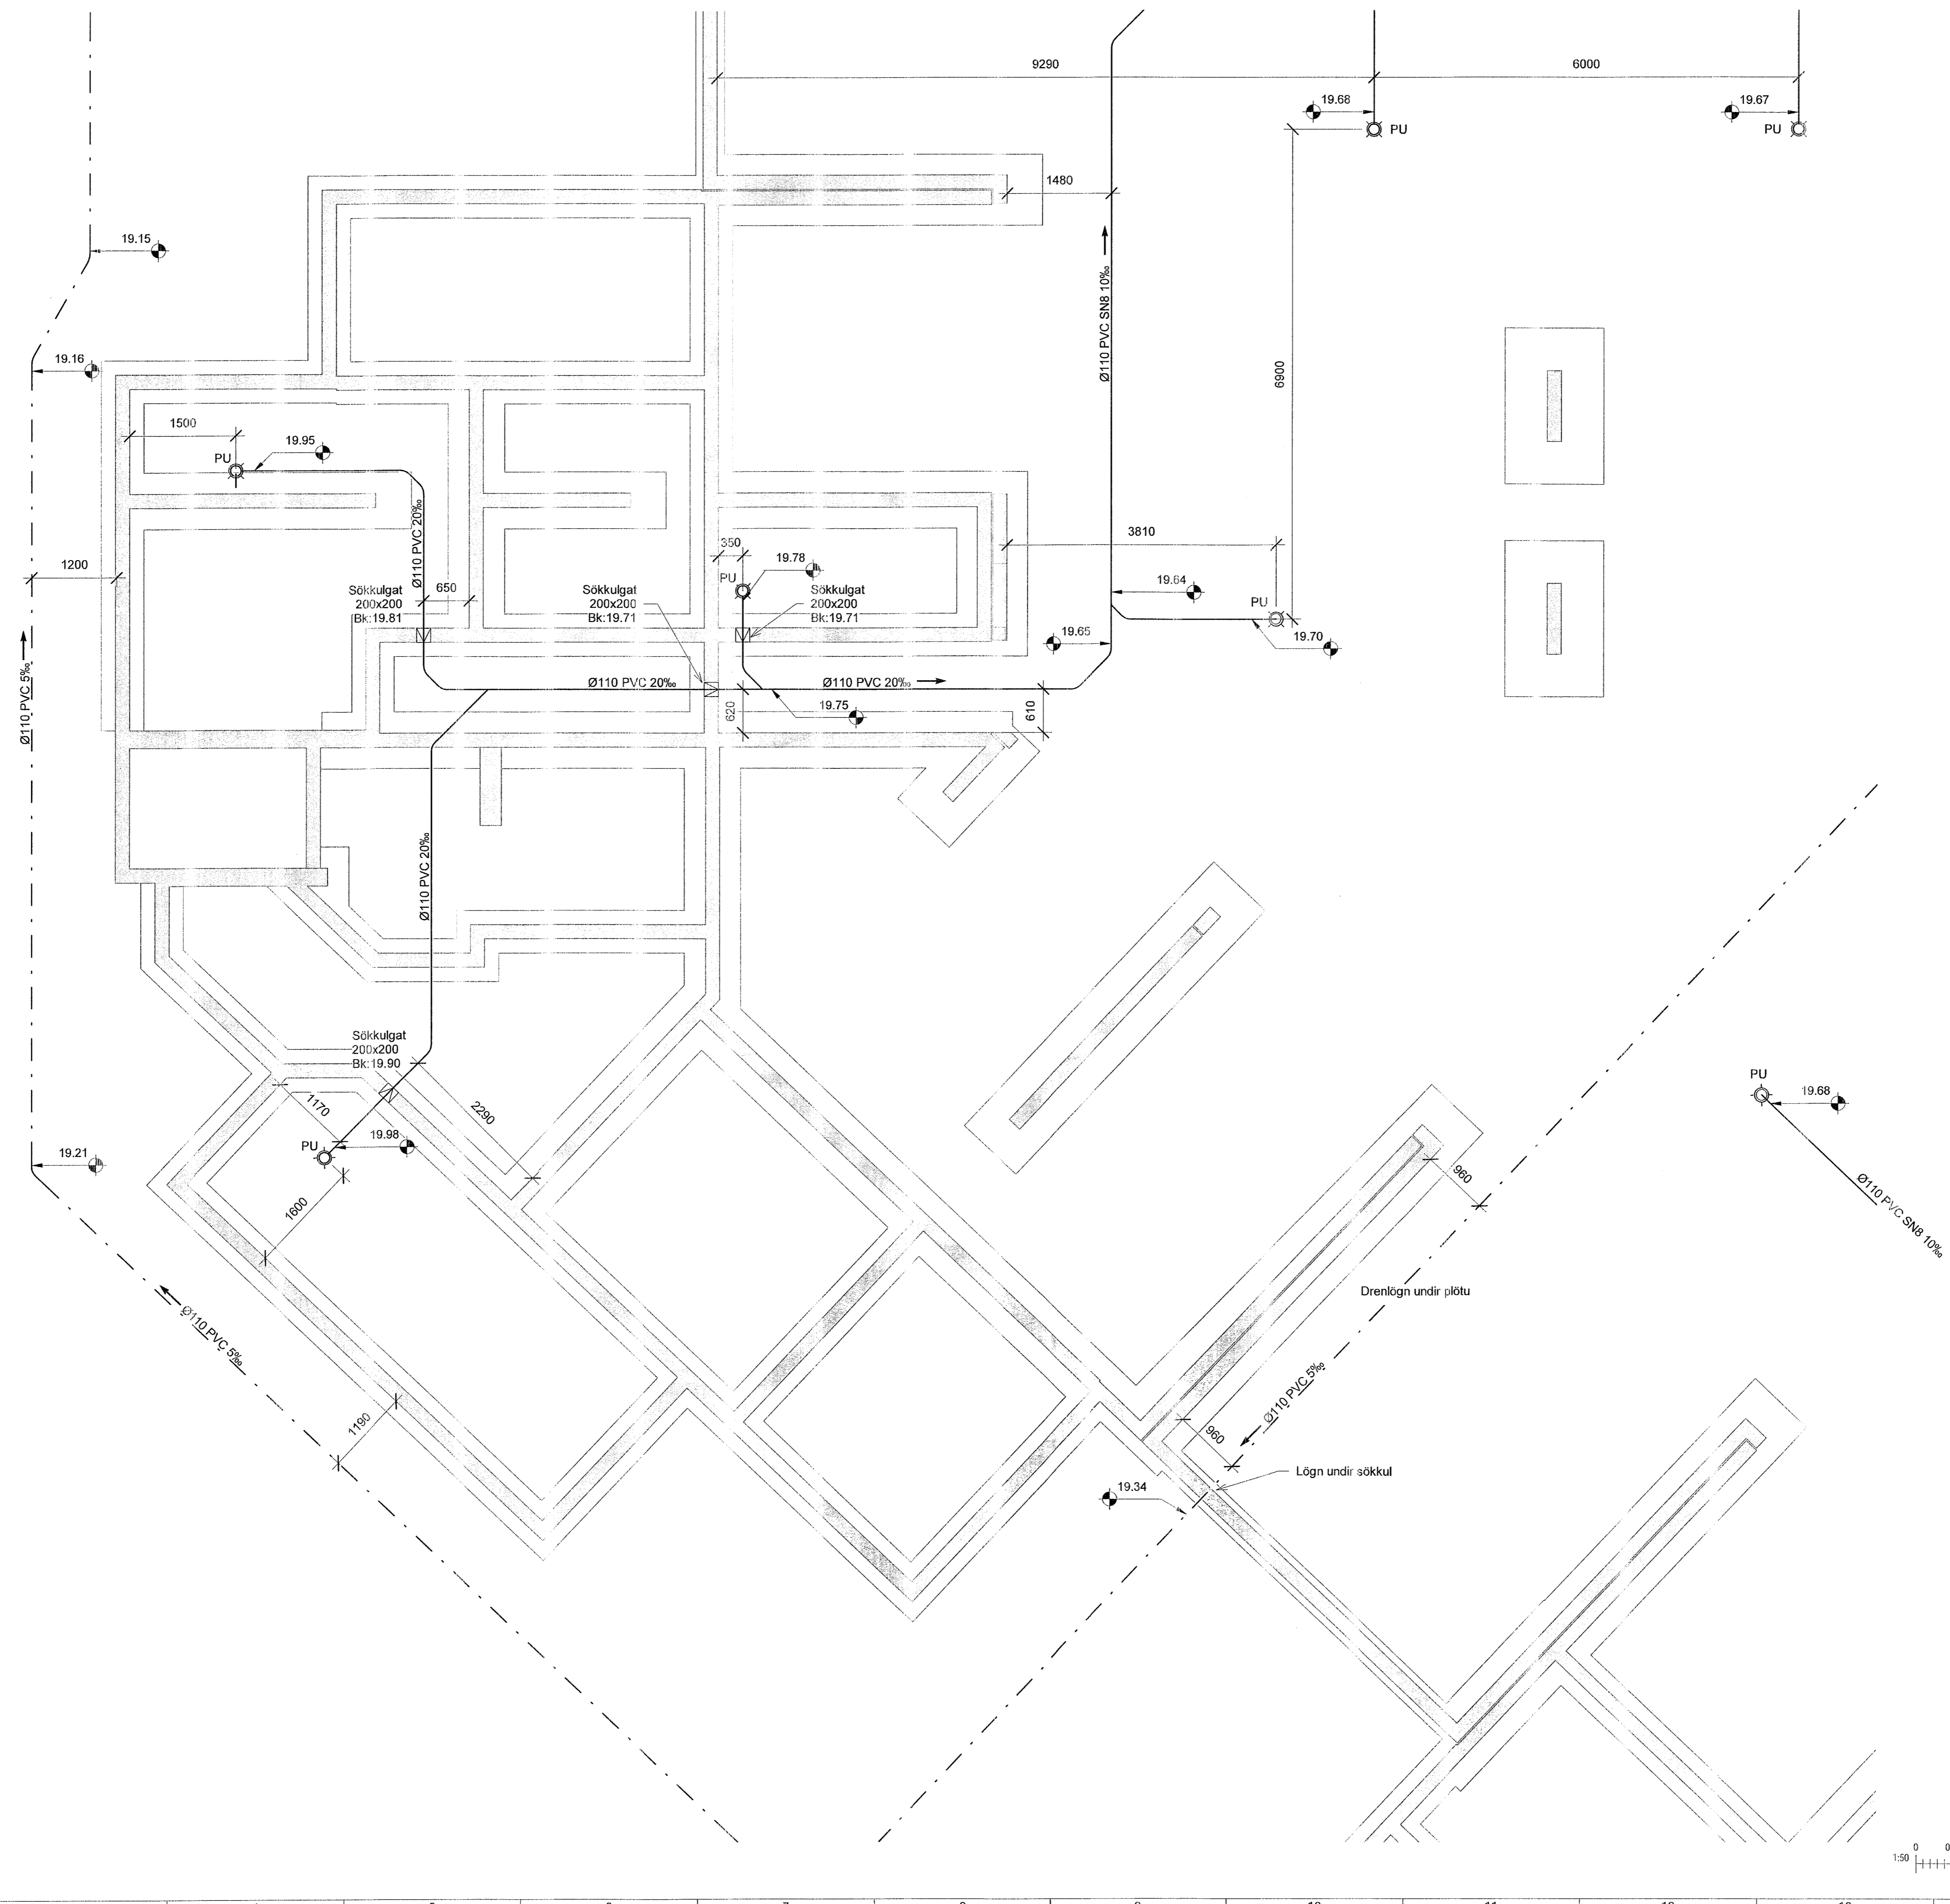 9290
6000
19.68
PU
19.67
PU
1480
19.15
Ø110 PVC SN8 10‰
19.16
6900
1500
19.95
PU
Ø110 PVC 20‰
3810
350
19.78
PU
1200
650
Sökkulgat
200x200
Bk:19.81
Sökkulgat
200x200
Bk:19.71
Sökkulgat
200x200
Bk:19.71
19.64
PU
19.65
19.70
Ø110 PVC 5‰
Ø110 PVC 20‰
Ø110 PVC 20‰
620
19.75
610
Ø110 PVC 20‰
Sökkulgat
200x200
Bk:19.90
1170
2290
PU
19.98
19.21
1600
PU
19.68
960
Ø110 PVC SN8 10‰
Drenlögn undir plötu
Ø110 PVC 5‰
1190
Ø110 PVC 5‰
960
Lögn undir sökkul
19.34
1:50
0 0